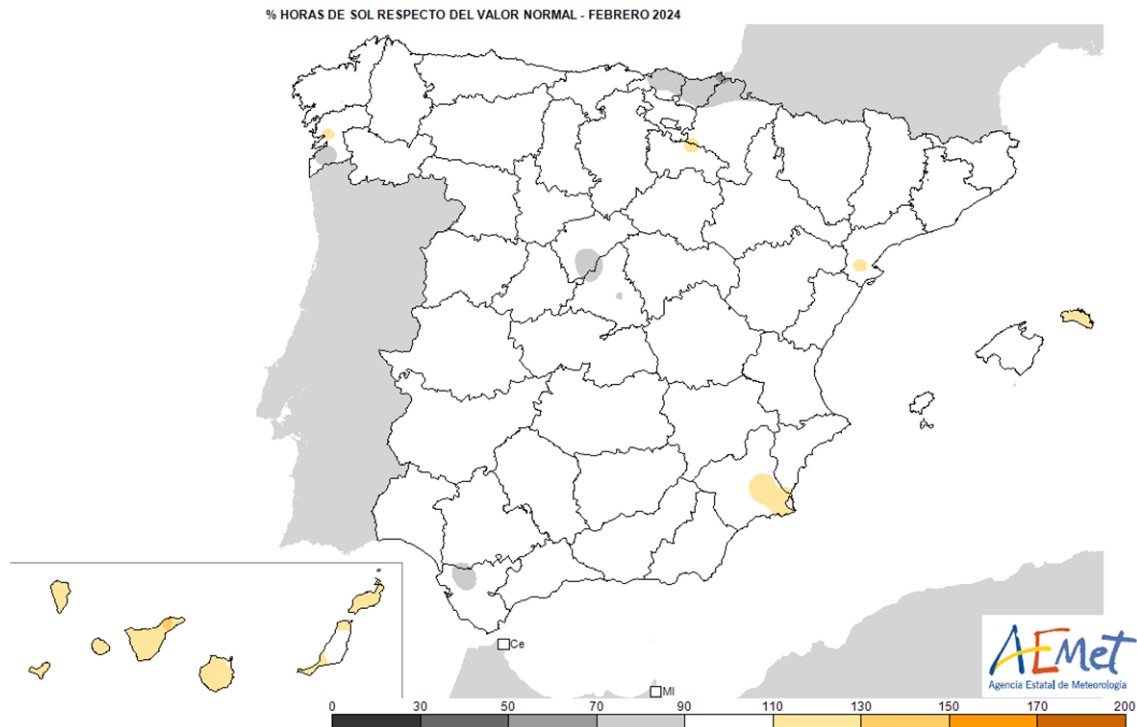 % HORAS DE SOL RESPECTO DEL VALOR NORMAL - FEBRERO 2024
Ce
Ml
AEMet
Agencia Estatal de Meteorología
0 30 50 70 90 110 130 150 170 200